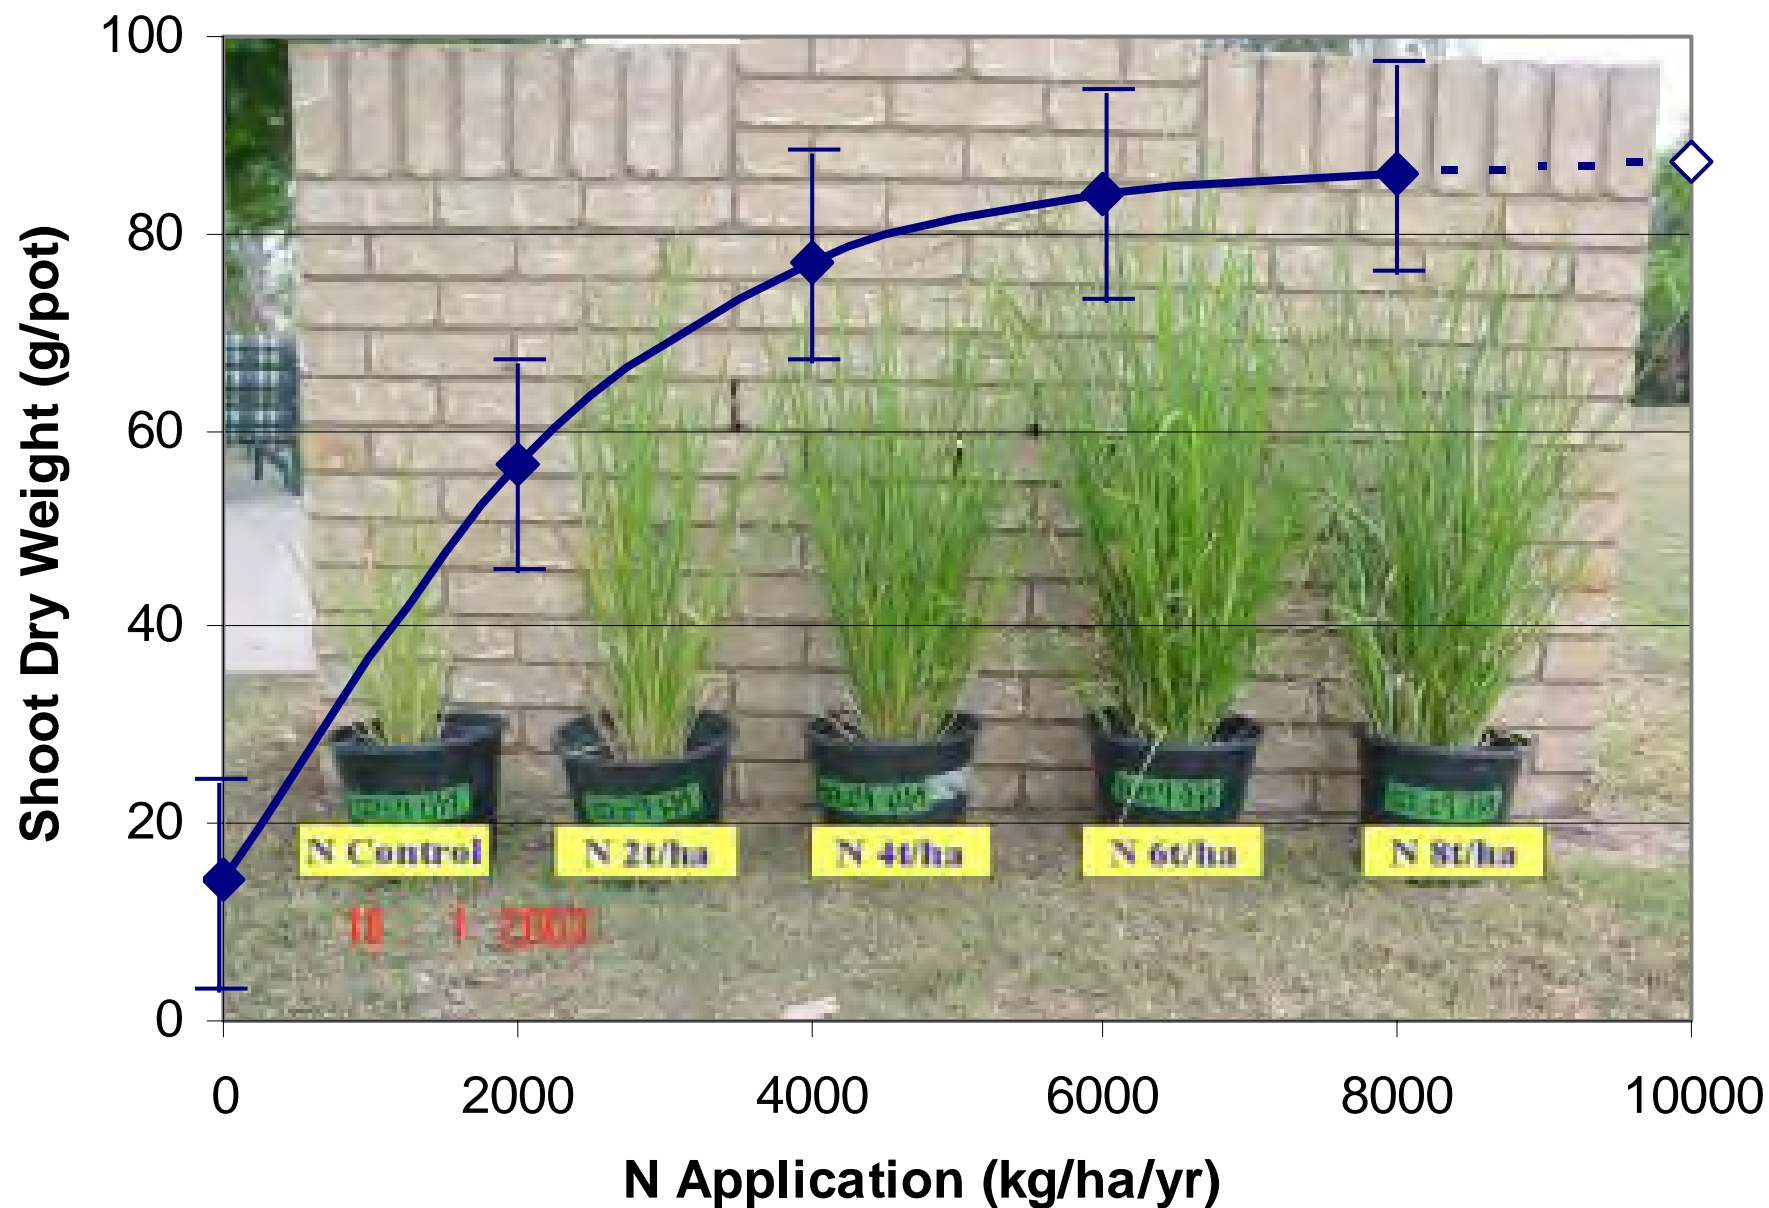 100
80
60
40
20
0
Shoot Dry Weight (g/pot)
N Control
N 2t/ha
N 4t/ha
N 6t/ha
N 8t/ha
0 2000 4000 6000 8000 10000
N Application (kg/ha/yr)